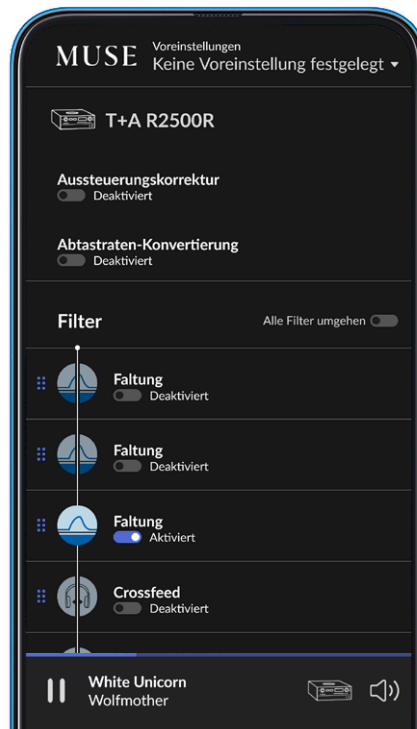 MUSE
Voreinstellungen
Keine Voreinstellung festgelegt
T+A R2500R
Aussteuerungskorrektur
Deaktiviert
Abtastraten-Konvertierung
Deaktiviert
Filter
Alle Filter umgehen
Faltung
Deaktiviert
Faltung
Deaktiviert
Faltung
Aktiviert
Crossfeed
Deaktiviert
White Unicorn
Wolfmother